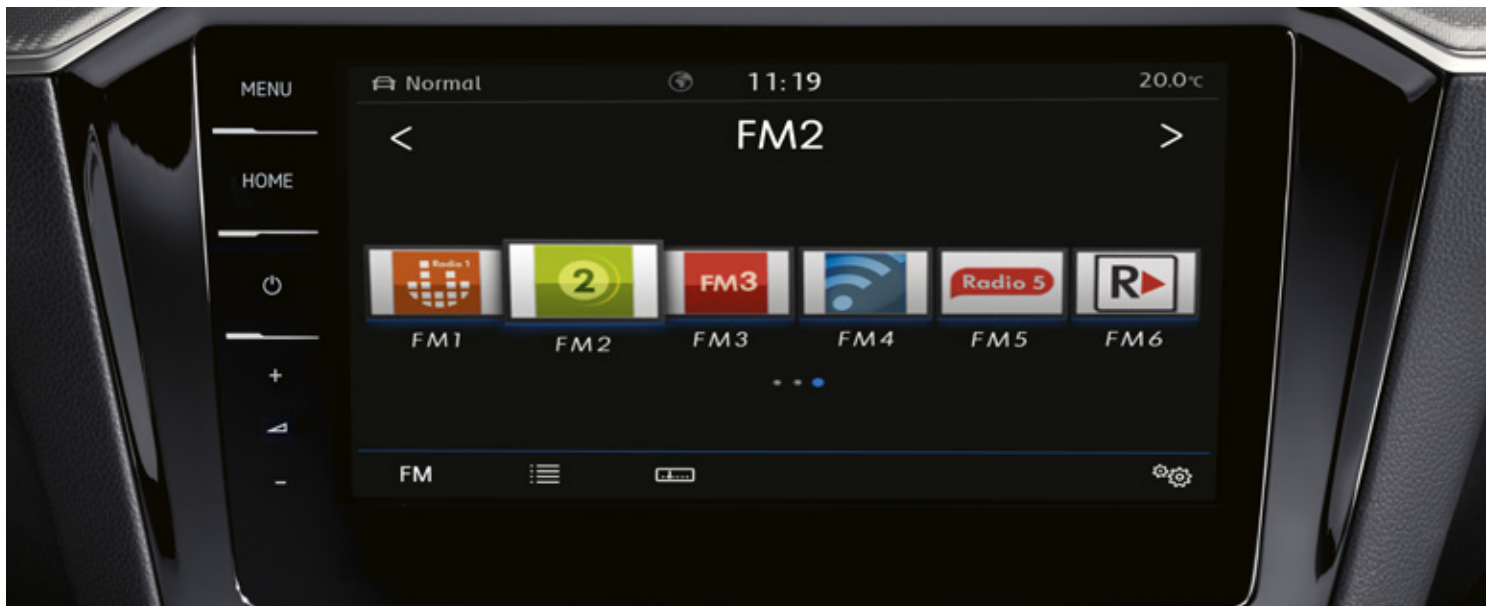 MENU
Normal 11:19 20.0°C
< FM2 >
HOME
Radio 1
2
FM3
Radio 5
R
FM1 FM2 FM3 FM4 FM5 FM6
+
-
FM